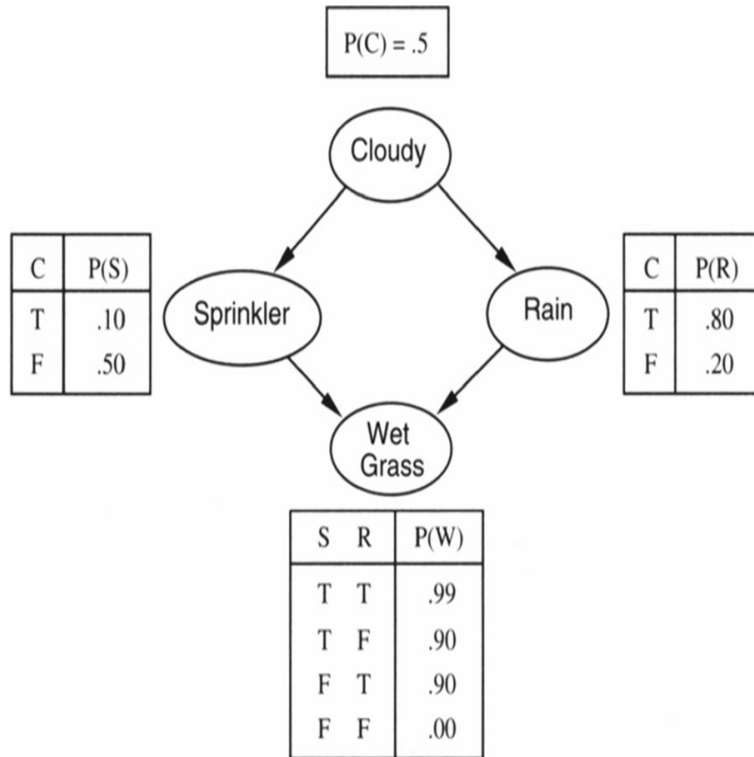 P(C) = .5
Cloudy
C P(S)
T .10
F .50
Sprinkler
Rain
C P(R)
T .80
F .20
Wet
Grass
S R P(W)
T T .99
T F .90
F T .90
F F .00